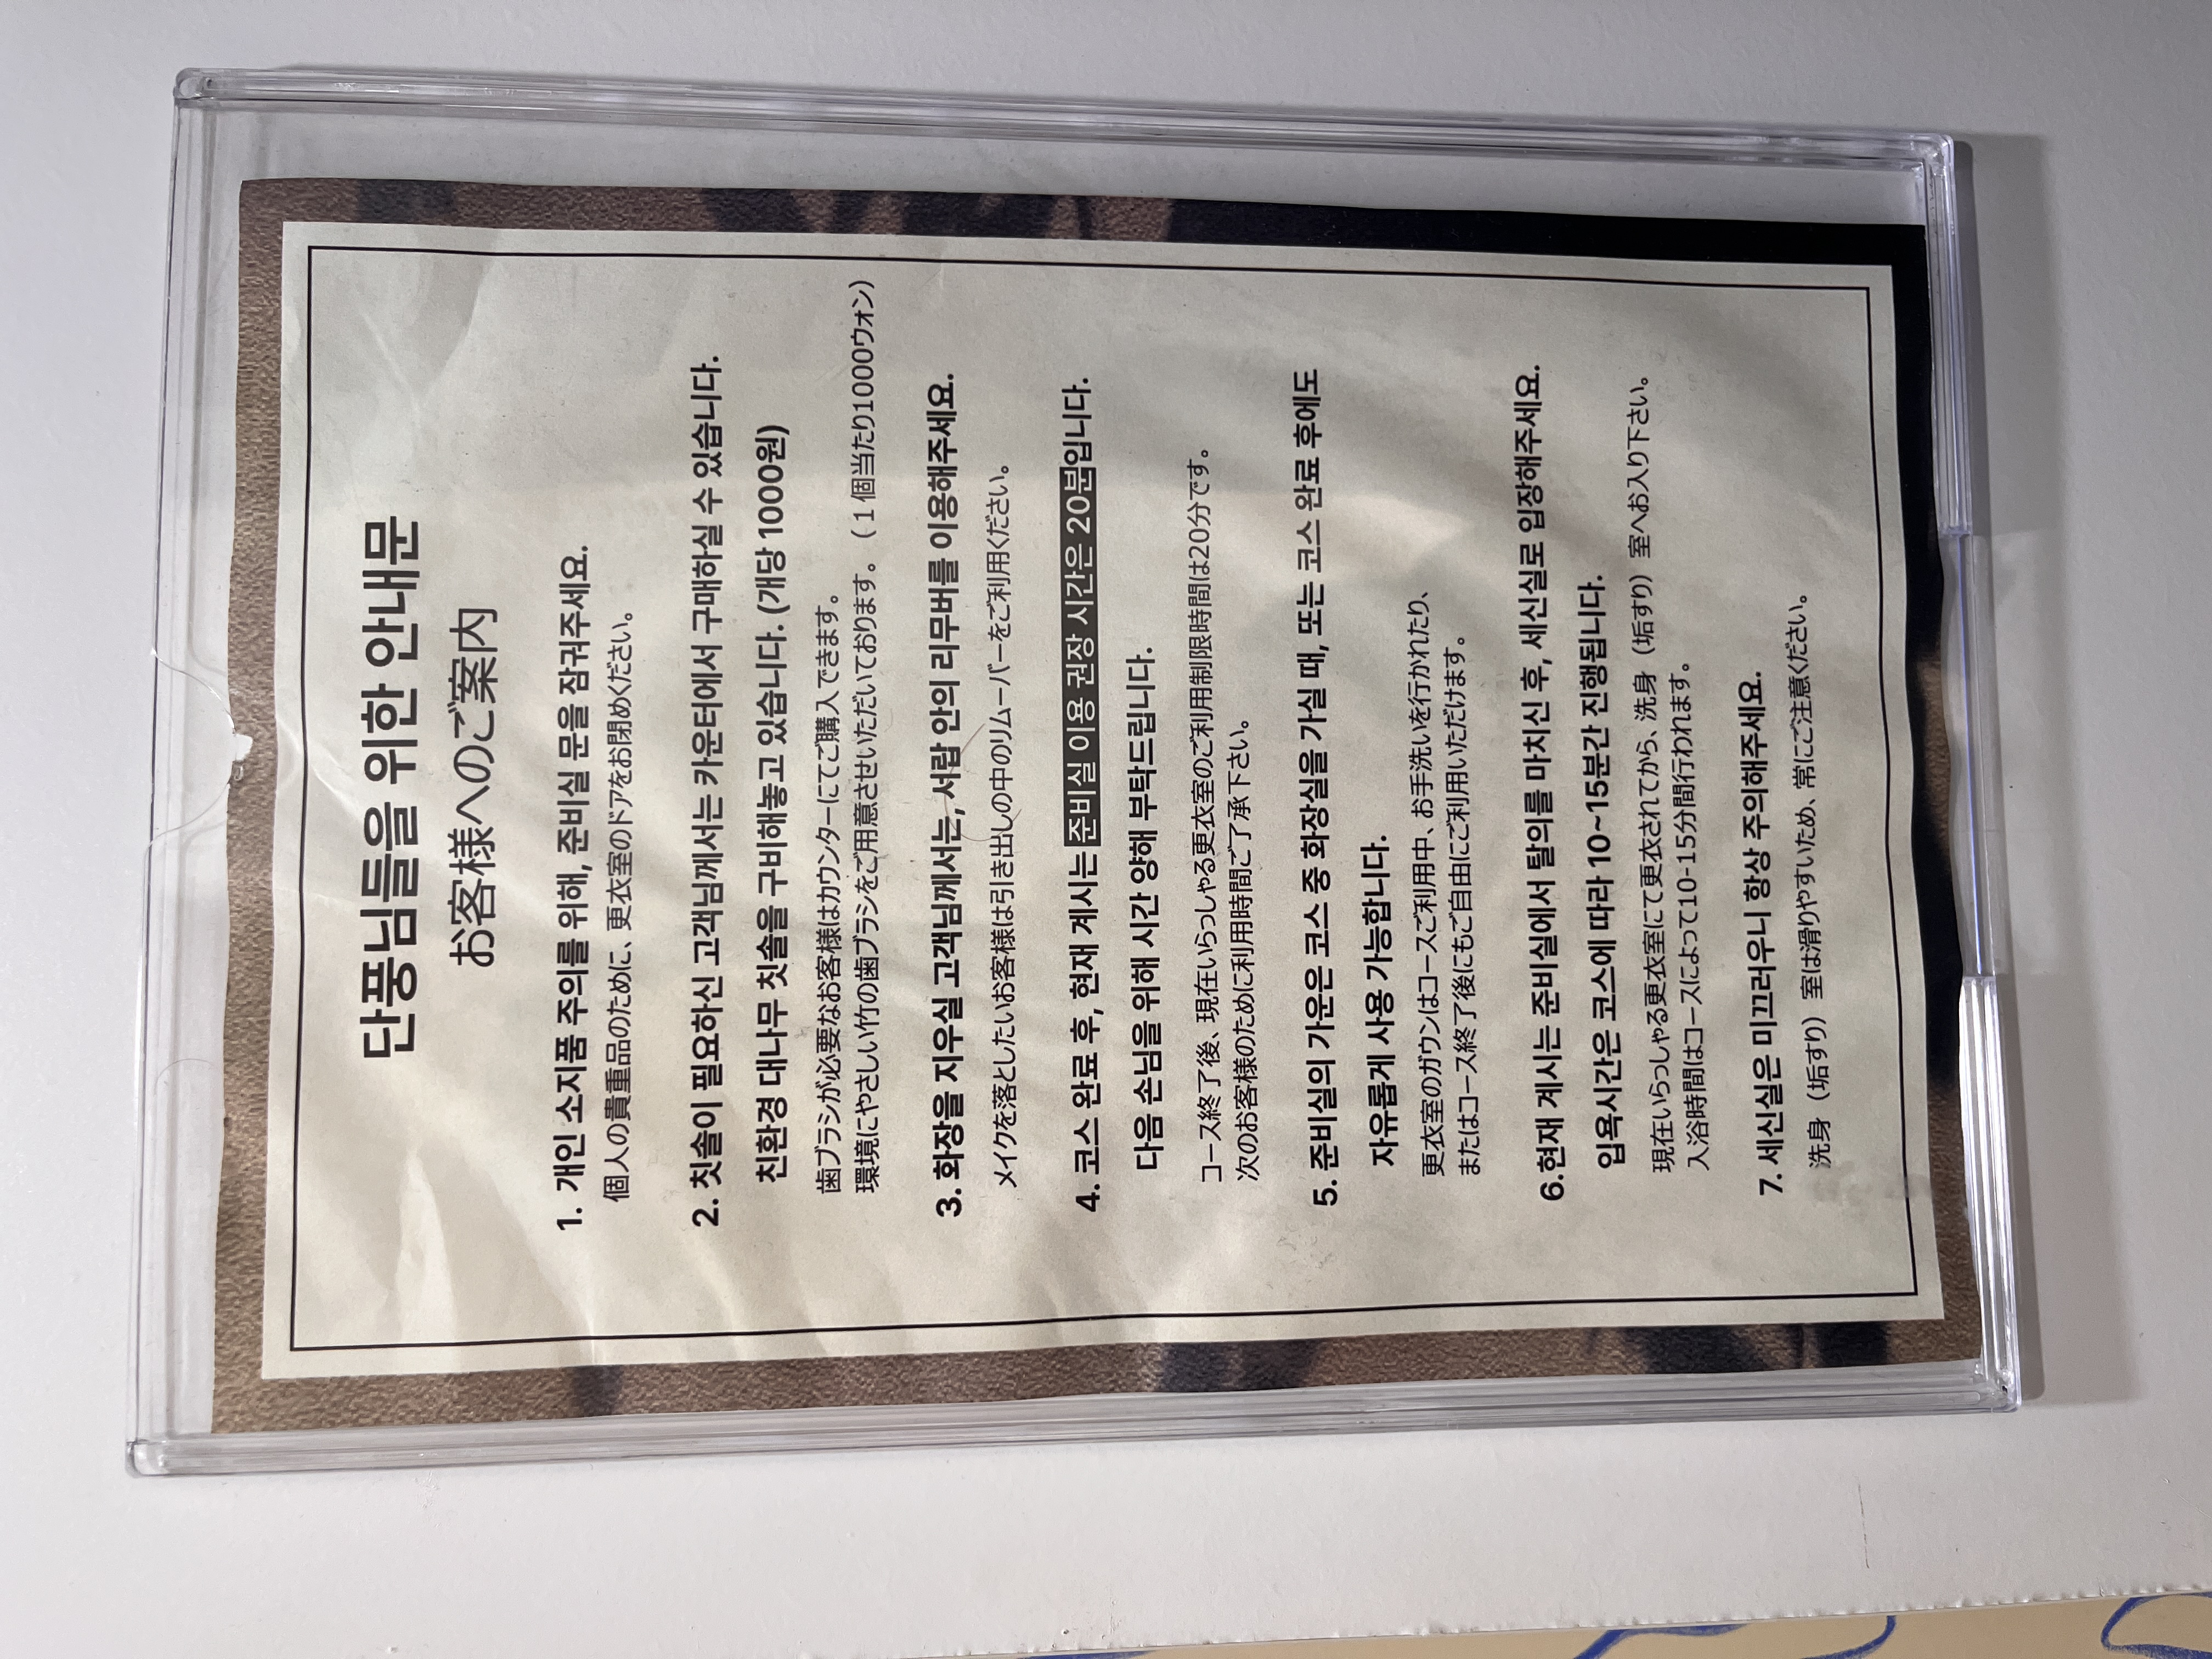 단풍님들을 위한 안내문
お客様へのご案内
1. 개인 소지품 주의를 위해, 준비실 문을 잠궈주세요.
個人の貴重品のために、更衣室のドアをお閉めください。
2. 칫솔이 필요하신 고객님께서는 카운터에서 구매하실 수 있습니다.
친환경 대나무 칫솔을 구비해놓고 있습니다. (개당 1000원)
歯ブラシが必要なお客様はカウンターにてご購入できます。
環境にやさしい竹の歯ブラシをご用意させいただいております。（１個当たり1000ウォン）
3. 화장을 지우실 고객님께서는, 서랍 안의 리무버를 이용해주세요.
メイクを落としたいお客様は引き出しの中のリムーバーをご利用ください。
4. 코스 완료 후, 현재 계시는 준비실 이용 권장 시간은 20분입니다.
다음 손님을 위해 시간 양해 부탁드립니다.
コース終了後、現在いらっしゃる更衣室のご利用制限時間は20分です。
次のお客様のために利用時間ご了承下さい。
5. 준비실의 가운은 코스 중 화장실을 가실 때, 또는 코스 완료 후에도
자유롭게 사용 가능합니다.
更衣室のガウンはコースご利用中、お手洗いを行かれたり、
またはコース終了後にもご自由にご利用いただけます。
6.현재 계시는 준비실에서 탈의를 마치신 후, 세신실로 입장해주세요.
입욕시간은 코스에 따라 10~15분간 진행됩니다.
現在いらっしゃる更衣室にて更衣されてから、洗身（垢すり）室へお入り下さい。
入浴時間はコースによって10-15分間行われます。
7. 세신실은 미끄러우니 항상 주의해주세요.
洗身（垢すり）室は滑りやすいため、常にご注意ください。